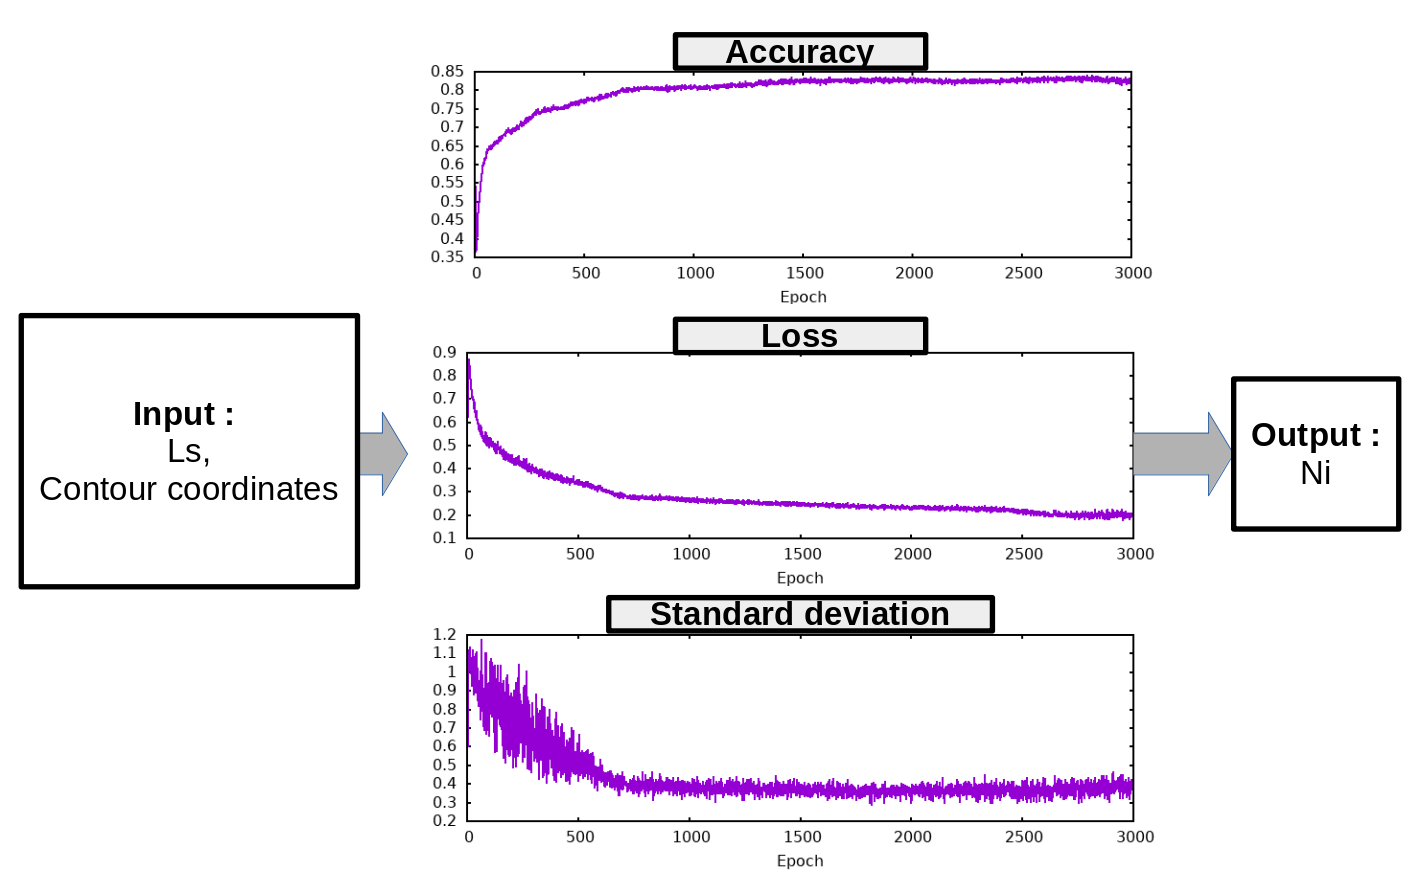 Accuracy
0.85
0.8
0.75
0.7
0.65
0.6
0.55
0.5
0.45
0.4
0.35
0 500 1000 1500 2000 2500 3000
Epoch
Input :
Ls,
Contour coordinates
Loss
0.9
0.8
0.7
0.6
0.5
0.4
0.3
0.2
0.1
0 500 1000 1500 2000 2500 3000
Epoch
Output :
Ni
Standard deviation
1.2
1.1
1
0.9
0.8
0.7
0.6
0.5
0.4
0.3
0.2
0 500 1000 1500 2000 2500 3000
Epoch